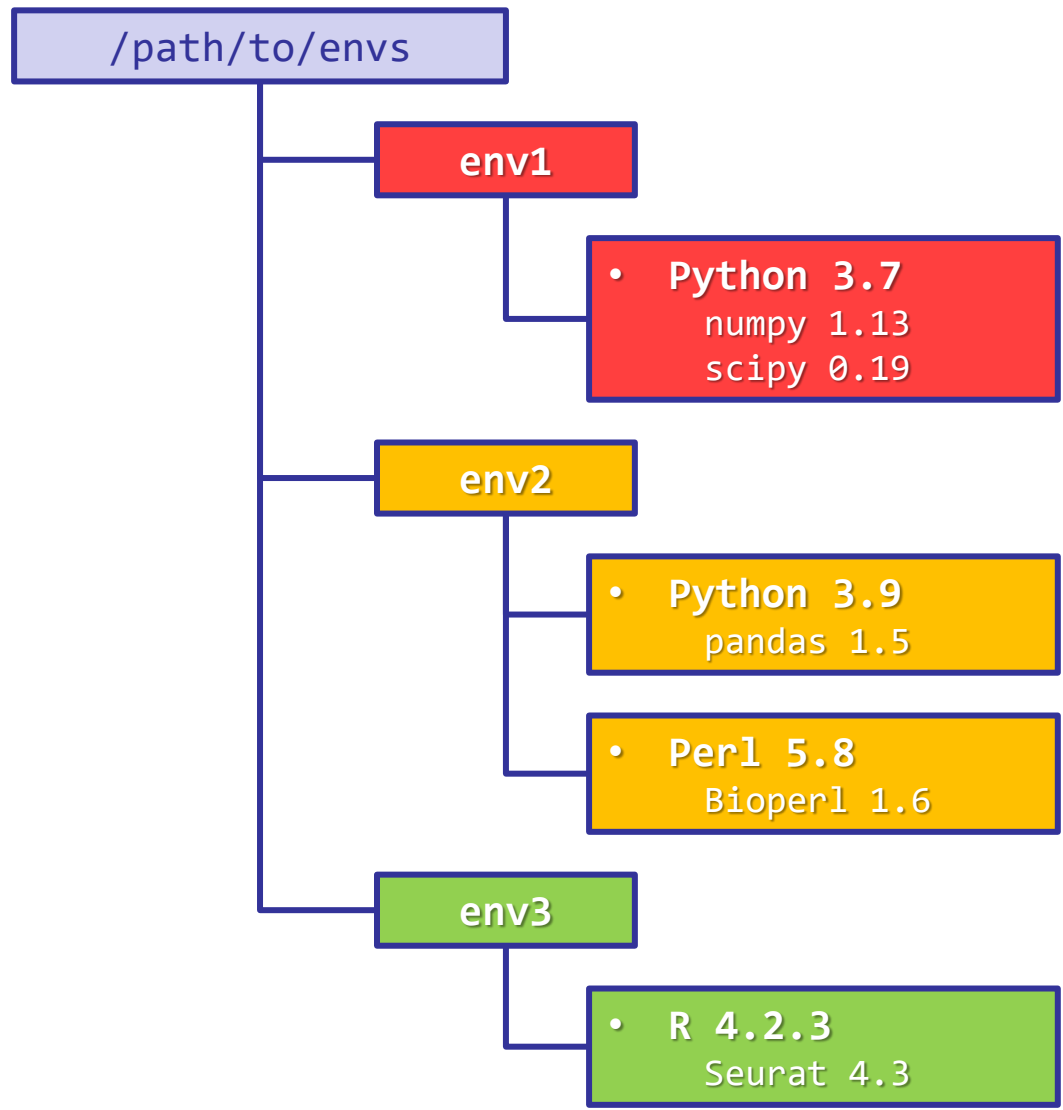 /path/to/envs
env1
• Python 3.7
numpy 1.13
scipy 0.19
env2
• Python 3.9
pandas 1.5
• Perl 5.8
Bioperl 1.6
env3
• R 4.2.3
Seurat 4.3